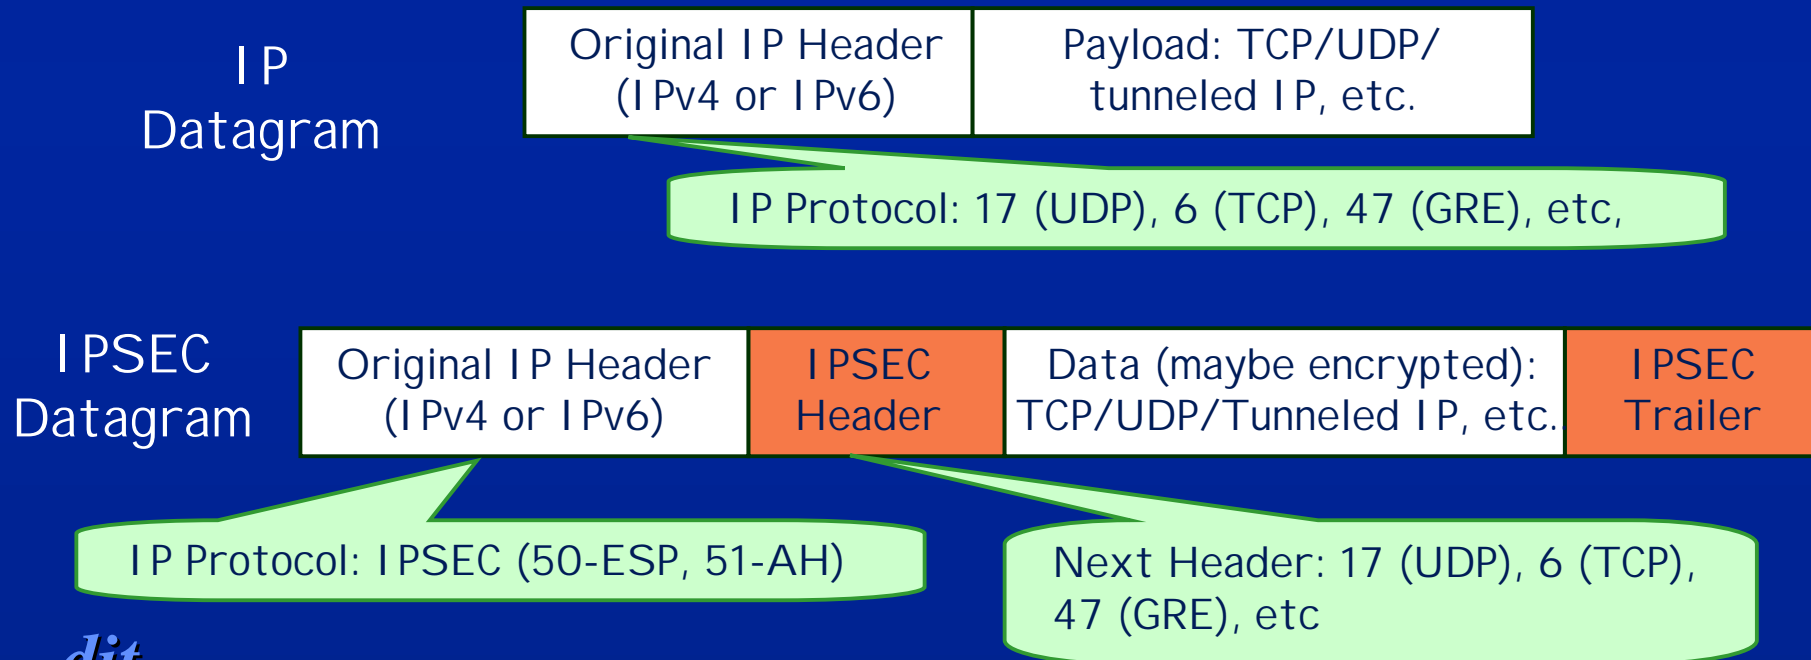 IP
Datagram
Original IP Header
(IPv4 or IPv6)
Payload: TCP/UDP/
tunneled IP, etc.
IP Protocol: 17 (UDP), 6 (TCP), 47 (GRE), etc,
IPSEC
Datagram
Original IP Header
(IPv4 or IPv6)
IPSEC
Header
Data (maybe encrypted):
TCP/UDP/Tunneled IP, etc..
IPSEC
Trailer
IP Protocol: IPSEC (50-ESP, 51-AH)
Next Header: 17 (UDP), 6 (TCP),
47 (GRE), etc
dit